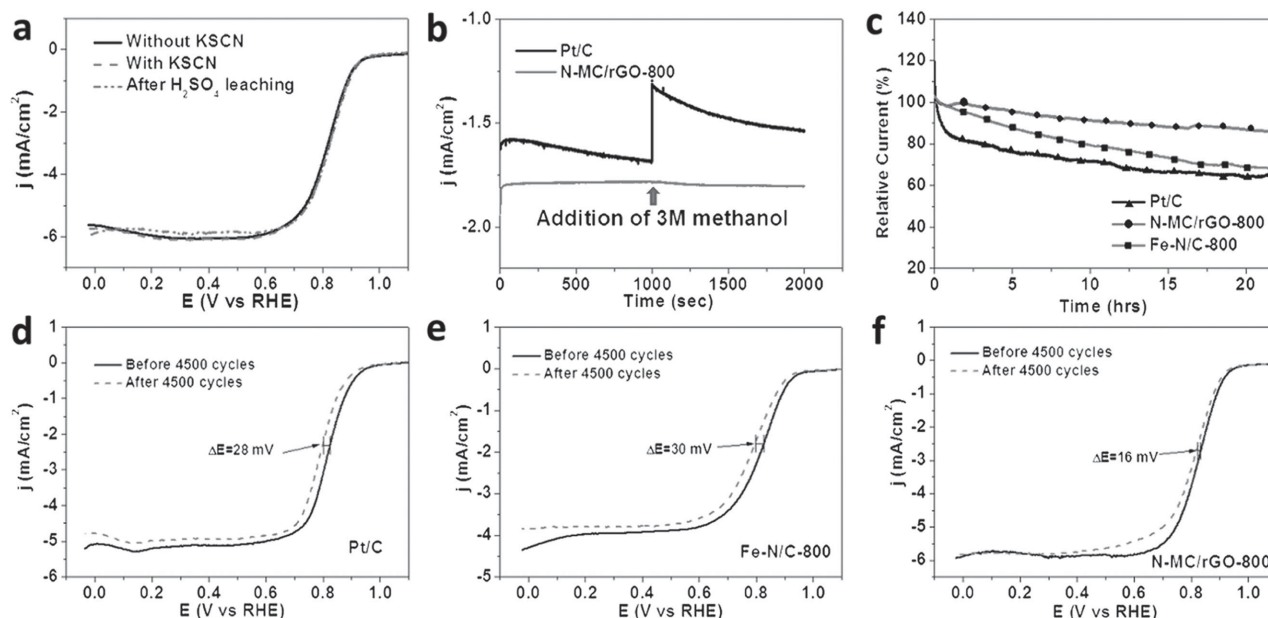 a
Without KSCN
With KSCN
After H₂SO₄ leaching
0
-2
-4
-6
j (mA/cm²)
0.0 0.2 0.4 0.6 0.8 1.0
E (V vs RHE)
b
Pt/C
N-MC/rGO-800
-1.0
-1.5
-2.0
j (mA/cm²)
Addition of 3M methanol
0 500 1000 1500 2000
Time (sec)
c
140
120
100
80
60
40
20
Relative Current (%)
Pt/C
N-MC/rGO-800
Fe-N/C-800
0 5 10 15 20
Time (hrs)
d
Before 4500 cycles
After 4500 cycles
1
0
-1
-2
-3
-4
-5
-6
j (mA/cm²)
ΔE=28 mV
Pt/C
0.0 0.2 0.4 0.6 0.8 1.0
E (V vs RHE)
e
Before 4500 cycles
After 4500 cycles
1
0
-1
-2
-3
-4
-5
j (mA/cm²)
ΔE=30 mV
Fe-N/C-800
0.0 0.2 0.4 0.6 0.8 1.0
E (V vs RHE)
f
Before 4500 cycles
After 4500 cycles
1
0
-1
-2
-3
-4
-5
-6
j (mA/cm²)
ΔE=16 mV
N-MC/rGO-800
0.0 0.2 0.4 0.6 0.8 1.0
E (V vs RHE)